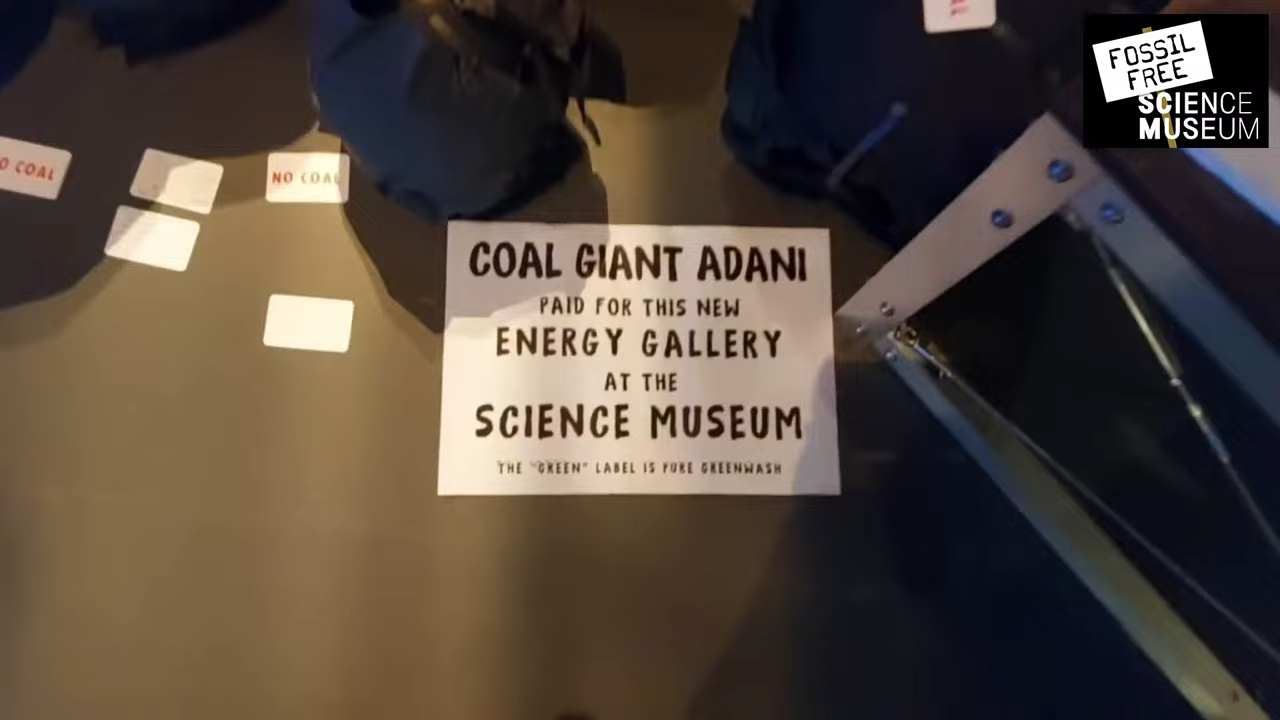 FOSSIL
FREE
SCIENCE
MUSEUM
O COAL
NO COAL
COAL GIANT ADANI
PAID FOR THIS NEW
ENERGY GALLERY
AT THE
SCIENCE MUSEUM
THE "GREEN" LABEL IS PURE GREENWASH